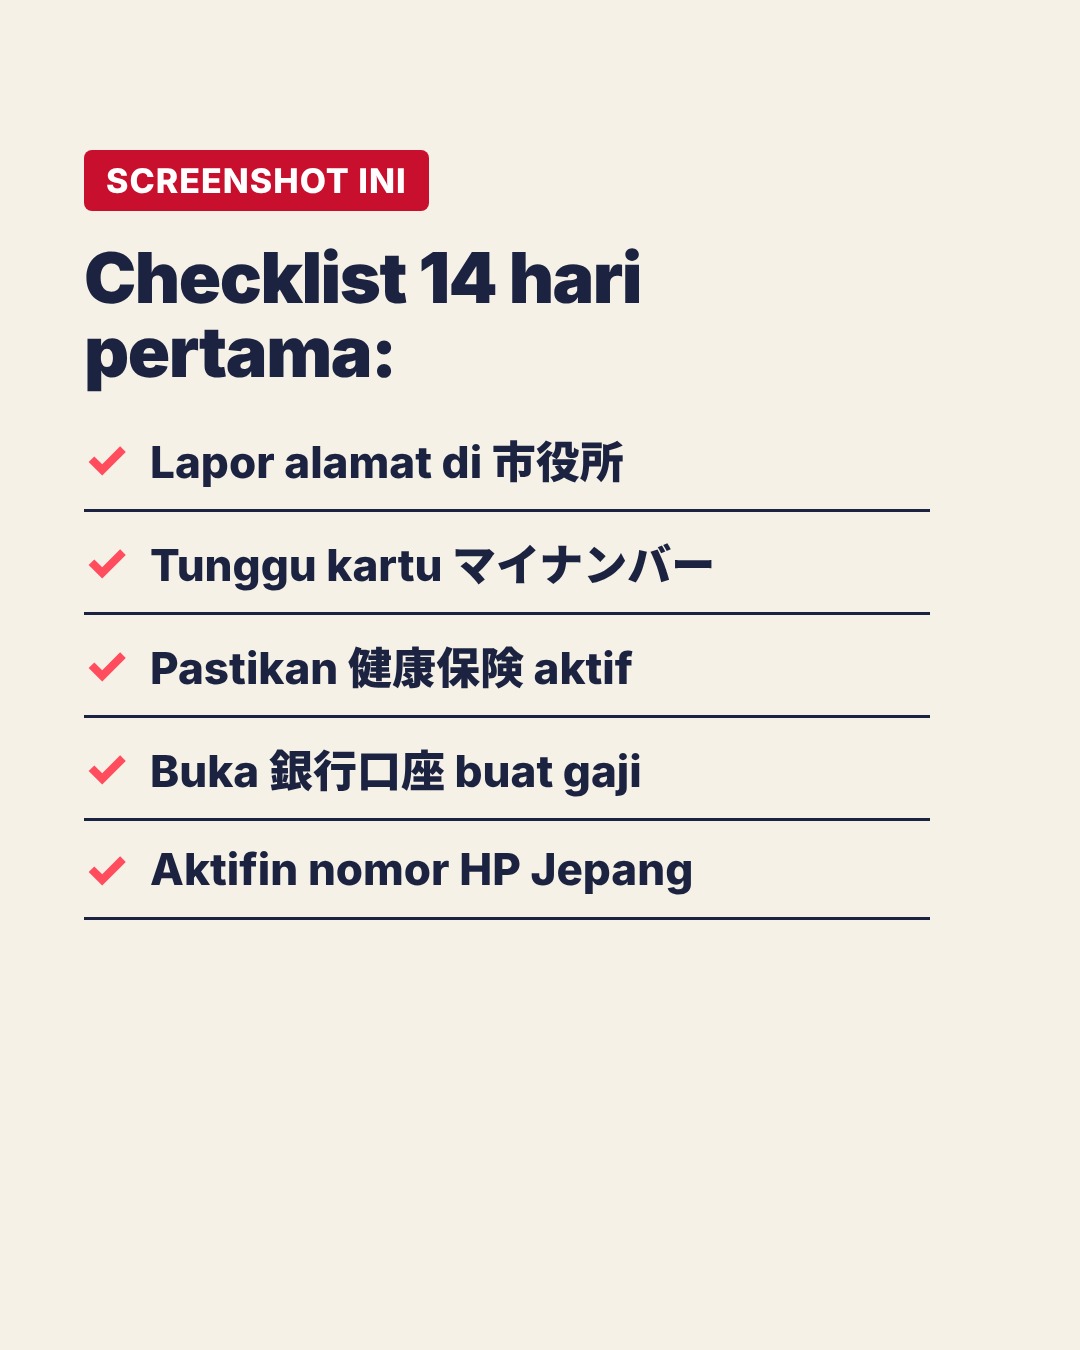 SCREENSHOT INI
Checklist 14 hari
pertama:
Lapor alamat di 市役所
Tunggu kartu マイナンバー
Pastikan 健康保険 aktif
Buka 銀行口座 buat gaji
Aktifin nomor HP Jepang